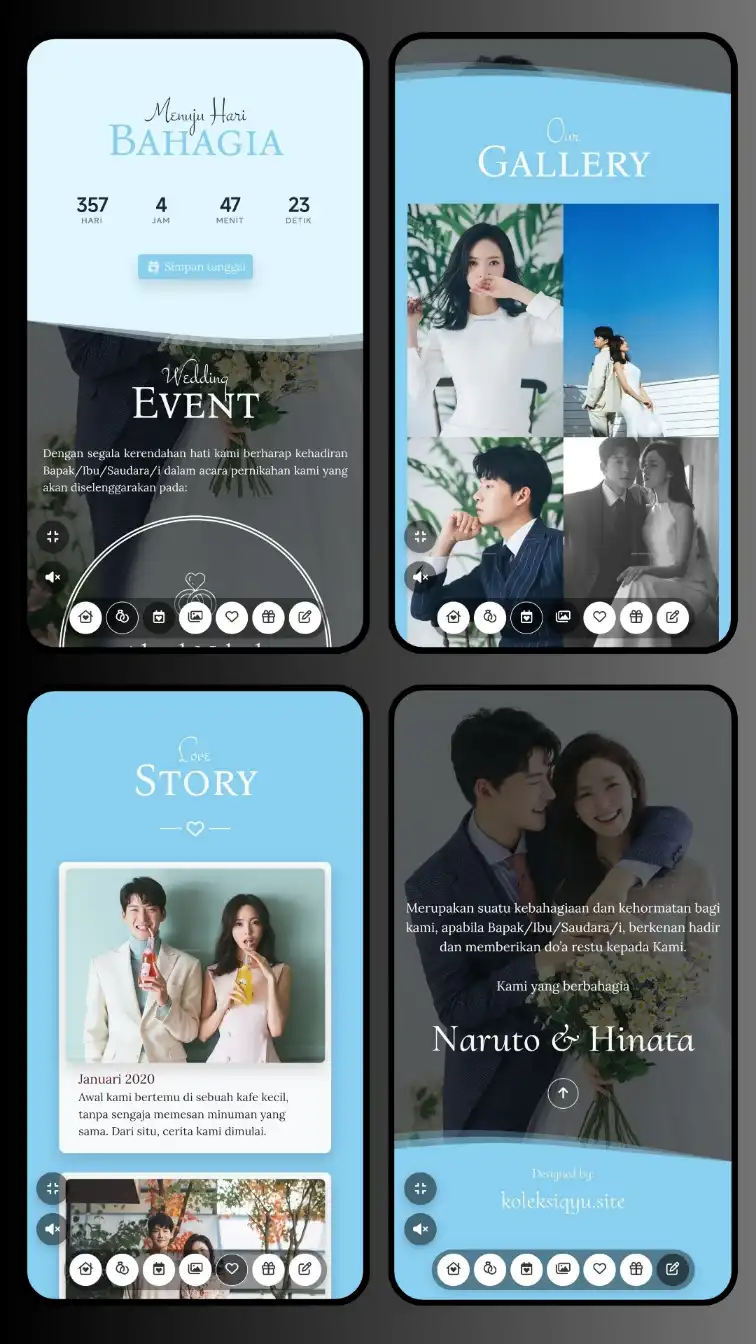 Menuju Hari
BAHAGIA
357 4 47 23
HARI JAM MENIT DETIK
Simpan tanggal
Wedding
EVENT
Dengan segala kerendahan hati kami berharap kehadiran
Bapak/Ibu/Saudara/i dalam acara pernikahan kami yang
akan diselenggarakan pada:
Our
GALLERY
Love
STORY
Januari 2020
Awal kami bertemu di sebuah kafe kecil,
tanpa sengaja memesan minuman yang
sama. Dari situ, cerita kami dimulai.
Merupakan suatu kebahagiaan dan kehormatan bagi
kami, apabila Bapak/Ibu/Saudara/i, berkenan hadir
dan memberikan do'a restu kepada Kami.
Kami yang berbahagia
Naruto & Hinata
Designed by:
koleksiqyu.site